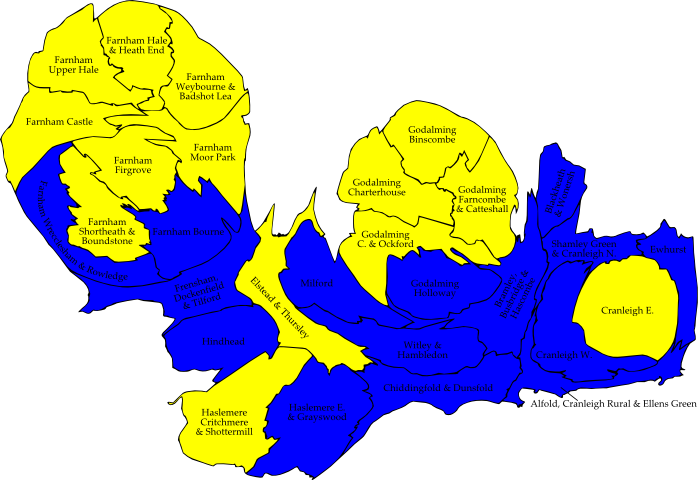 Farnham Hale
& Heath End
Farnham
Upper Hale
Farnham
Weybourne &
Badshot Lea
Farnham Castle
Farnham
Moor Park
Farnham
Firgrove
Farnham
Shortheath &
Boundstone
Farnham Bourne
Farnham Wrecclesham & Rowledge
Frensham,
Dockenfield
& Tilford
Elstead & Thursley
Hindhead
Haslemere
Critchmere
& Shottermill
Haslemere E.
& Grayswood
Godalming
Binscombe
Godalming
Charterhouse
Godalming
Farncombe
& Catteshall
Godalming
C. & Ockford
Godalming
Holloway
Milford
Witley &
Hambledon
Chiddingfold & Dunsfold
Bramley,
Busbridge &
Hascombe
Blackheath
& Wonersh
Shamley Green
& Cranleigh N.
Ewhurst
Cranleigh E.
Cranleigh W.
Alfold, Cranleigh Rural & Ellens Green